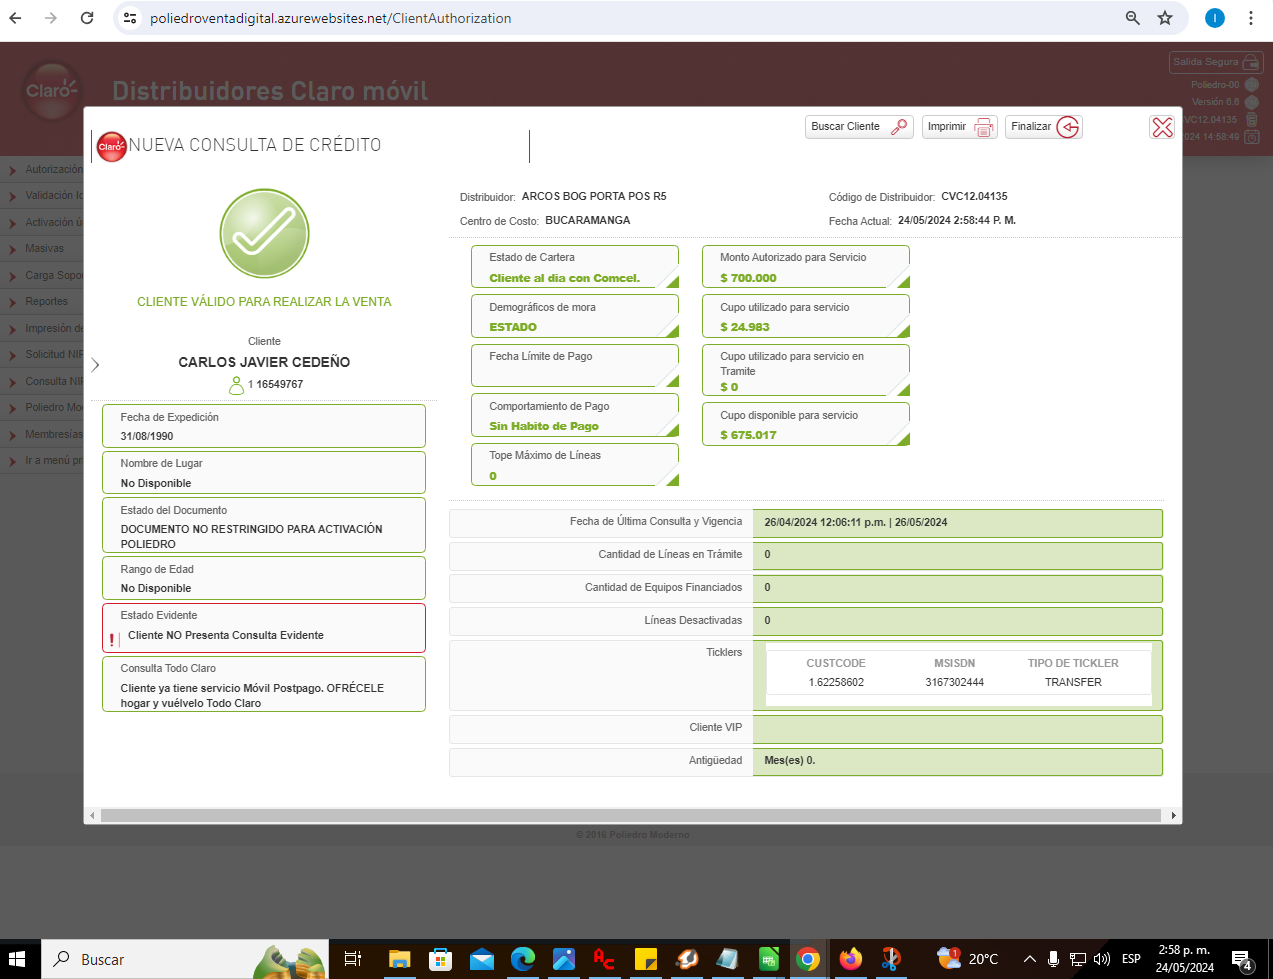 poliedroventadigital.azurewebsites.net/ClientAuthorization
I
Claro
Distribuidores Claro móvil
Salida Segura
Poliedro-00
Versión 6.6
VC12.04135
2024 14:58:49
Autorización
Validación Id
Activación ú
Masivas
Carga Sopo
Reportes
Impresión de
Solicitud NIP
Consulta NIP
Poliedro Mo
Membresías
Ir a menú pri
Claro
NUEVA CONSULTA DE CRÉDITO
Buscar Cliente
Imprimir
Finalizar
CLIENTE VÁLIDO PARA REALIZAR LA VENTA
Cliente
CARLOS JAVIER CEDEÑO
1 16549767
Fecha de Expedición
31/08/1990
Nombre de Lugar
No Disponible
Estado del Documento
DOCUMENTO NO RESTRINGIDO PARA ACTIVACIÓN
POLIEDRO
Rango de Edad
No Disponible
Estado Evidente
! Cliente NO Presenta Consulta Evidente
Consulta Todo Claro
Cliente ya tiene servicio Móvil Postpago. OFRÉCELE
hogar y vuélvelo Todo Claro
Distribuidor: ARCOS BOG PORTA POS R5
Código de Distribuidor: CVC12.04135
Centro de Costo: BUCARAMANGA
Fecha Actual: 24/05/2024 2:58:44 P. M.
Estado de Cartera
Cliente al dia con Comcel.
Demográficos de mora
ESTADO
Fecha Límite de Pago
Comportamiento de Pago
Sin Habito de Pago
Tope Máximo de Líneas
0
Monto Autorizado para Servicio
$ 700.000
Cupo utilizado para servicio
$ 24.983
Cupo utilizado para servicio en
Tramite
$ 0
Cupo disponible para servicio
$ 675.017
Fecha de Última Consulta y Vigencia 26/04/2024 12:06:11 p.m. | 26/05/2024
Cantidad de Líneas en Trámite 0
Cantidad de Equipos Financiados 0
Líneas Desactivadas 0
Ticklers
CUSTCODE MSISDN TIPO DE TICKLER
1.62258602 3167302444 TRANSFER
Cliente VIP
Antigüedad Mes(es) 0.
© 2016 Poliedro Moderno
Buscar
20°C
ESP
2:58 p. m.
24/05/2024
4